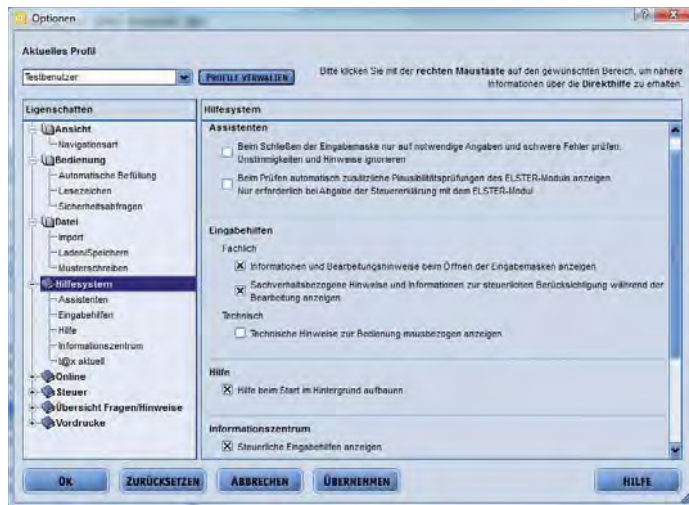 Optionen
Aktuelles Profil
Testbenutzer
PROFILE VERWALTEN
Bitte klicken Sie mit der rechten Maustaste auf den gewünschten Bereich, um nähere
Informationen über die Direkthilfe zu erhalten.
Eigenschaften
Ansicht
Navigationsart
Bedienung
Automatische Befüllung
Lesezeichen
Sicherheitsabfragen
Datei
Import
Laden/Speichern
Musterschreiben
Hilfesystem
Assistenten
Eingabehilfen
Hilfe
Informationszentrum
t@x aktuell
Online
Steuer
Übersicht Fragen/Hinweise
Vordrucke
Hilfesystem
Assistenten
Beim Schließen der Eingabemaske nur auf notwendige Angaben und schwere Fehler prüfen.
Unstimmigkeiten und Hinweise ignorieren
Beim Prüfen automatisch zusätzliche Plausibilitätsprüfungen des ELSTER-Moduls anzeigen.
Nur erforderlich bei Abgabe der Steuererklärung mit dem ELSTER-Modul
Eingabehilfen
Fachlich
Informationen und Bearbeitungshinweise beim Öffnen der Eingabemasken anzeigen
Sachverhaltsbezogene Hinweise und Informationen zur steuerlichen Berücksichtigung während der
Bearbeitung anzeigen
Technisch
Technische Hinweise zur Bedienung mausbezogen anzeigen
Hilfe
Hilfe beim Start im Hintergrund aufbauen
Informationszentrum
Steuerliche Eingabehilfen anzeigen
OK
ZURÜCKSETZEN
ABBRECHEN
ÜBERNEHMEN
HILFE